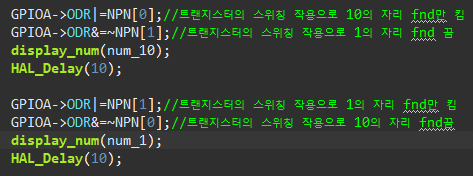 GPIOA->ODR|=NPN[0];//트랜지스터의 스위칭 작용으로 10의 자리 fnd만 킴
GPIOA->ODR&=~NPN[1];//트랜지스터의 스위칭 작용으로 1의 자리 fnd 끔
display_num(num_10);
HAL_Delay(10);
GPIOA->ODR|=NPN[1];//트랜지스터의 스위칭 작용으로 1의 자리 fnd만 킴
GPIOA->ODR&=~NPN[0];//트랜지스터의 스위칭 작용으로 10의 자리 fnd끔
display_num(num_1);
HAL_Delay(10);